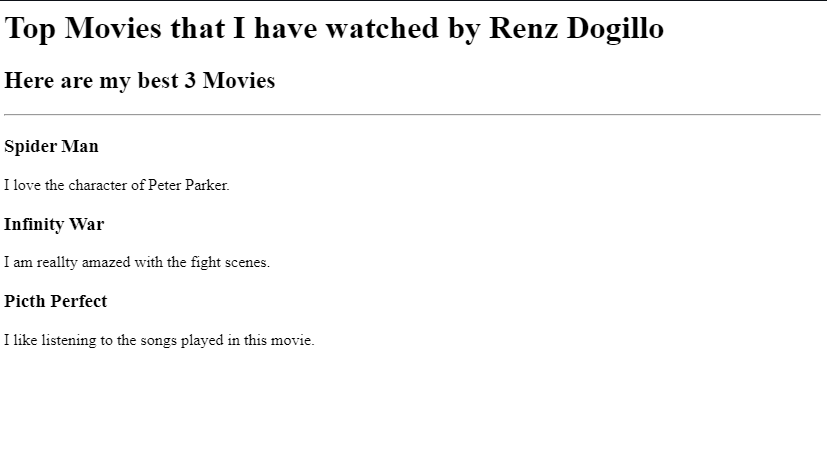 Top Movies that I have watched by Renz Dogillo
Here are my best 3 Movies
Spider Man
I love the character of Peter Parker.
Infinity War
I am reallty amazed with the fight scenes.
Picth Perfect
I like listening to the songs played in this movie.